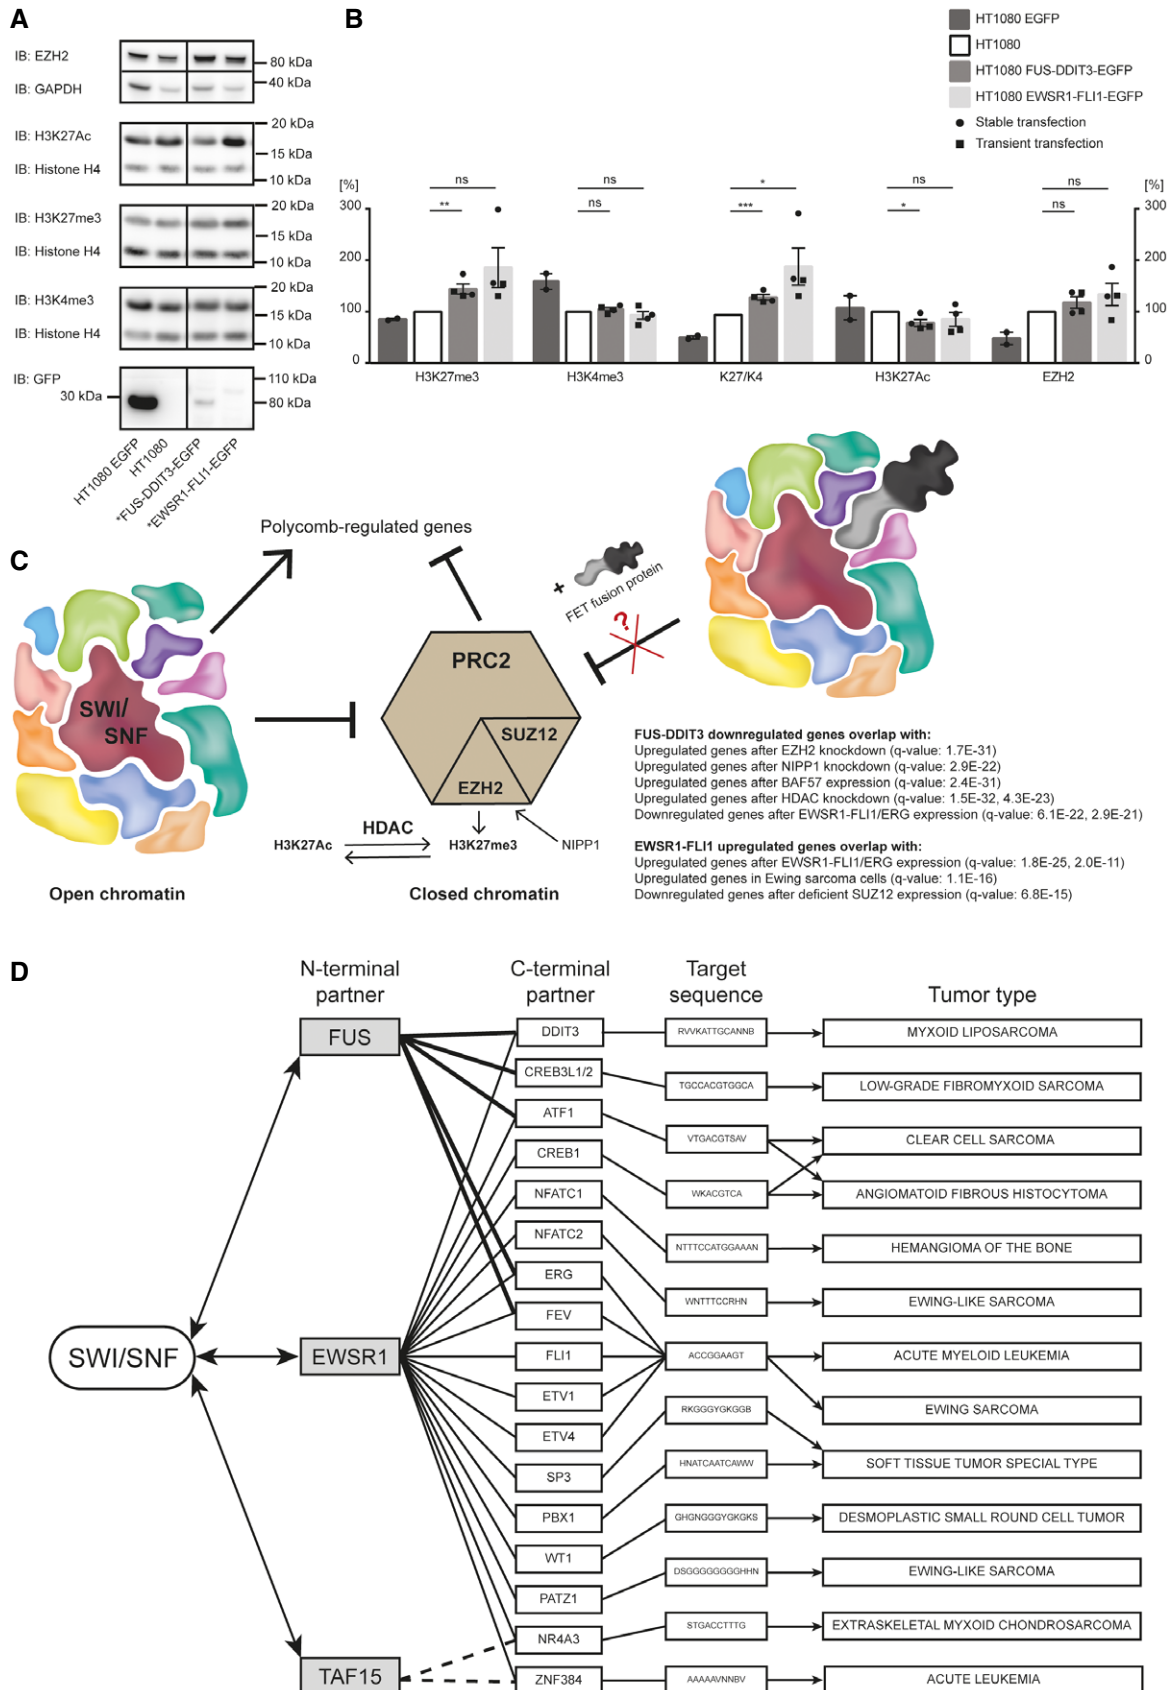 A
IB: EZH2
80 kDa
IB: GAPDH
40 kDa
20 kDa
IB: H3K27Ac
15 kDa
IB: Histone H4
10 kDa
20 kDa
IB: H3K27me3
15 kDa
IB: Histone H4
10 kDa
20 kDa
IB: H3K4me3
15 kDa
IB: Histone H4
10 kDa
IB: GFP
110 kDa
30 kDa
80 kDa
HT1080 EGFP
HT1080
*FUS-DDIT3-EGFP
*EWSR1-FLI1-EGFP
B
HT1080 EGFP
HT1080
HT1080 FUS-DDIT3-EGFP
HT1080 EWSR1-FLI1-EGFP
Stable transfection
Transient transfection
[%]
300
200
100
0
ns
**
ns
ns
*
***
ns
*
ns
ns
[%]
300
200
100
0
H3K27me3
H3K4me3
K27/K4
H3K27Ac
EZH2
C
Polycomb-regulated genes
+
FET fusion protein
?
SWI/
SNF
PRC2
SUZ12
EZH2
H3K27Ac
HDAC
H3K27me3
NIPP1
Open chromatin
Closed chromatin
FUS-DDIT3 downregulated genes overlap with:
Upregulated genes after EZH2 knockdown (q-value: 1.7E-31)
Upregulated genes after NIPP1 knockdown (q-value: 2.9E-22)
Upregulated genes after BAF57 expression (q-value: 2.4E-31)
Upregulated genes after HDAC knockdown (q-value: 1.5E-32, 4.3E-23)
Downregulated genes after EWSR1-FLI1/ERG expression (q-value: 6.1E-22, 2.9E-21)
EWSR1-FLI1 upregulated genes overlap with:
Upregulated genes after EWSR1-FLI1/ERG expression (q-value: 1.8E-25, 2.0E-11)
Upregulated genes in Ewing sarcoma cells (q-value: 1.1E-16)
Downregulated genes after deficient SUZ12 expression (q-value: 6.8E-15)
D
N-terminal
partner
C-terminal
partner
Target
sequence
Tumor type
SWI/SNF
FUS
EWSR1
TAF15
DDIT3
CREB3L1/2
ATF1
CREB1
NFATC1
NFATC2
ERG
FEV
FLI1
ETV1
ETV4
SP3
PBX1
WT1
PATZ1
NR4A3
ZNF384
RVVKATTGCANNB
TGCCACGTGGCA
VTGACGTSAV
WKACGTCA
NTTTCCATGGAAAN
WNTTTCCRHN
ACCGGAAGT
RKGGGYGKGGB
HNATCAATCAWW
GHGNGGGYGKGKS
DSGGGGGGGGHHN
STGACCTTTG
AAAAAVNNBV
MYXOID LIPOSARCOMA
LOW-GRADE FIBROMYXOID SARCOMA
CLEAR CELL SARCOMA
ANGIOMATOID FIBROUS HISTOCYTOMA
HEMANGIOMA OF THE BONE
EWING-LIKE SARCOMA
ACUTE MYELOID LEUKEMIA
EWING SARCOMA
SOFT TISSUE TUMOR SPECIAL TYPE
DESMOPLASTIC SMALL ROUND CELL TUMOR
EWING-LIKE SARCOMA
EXTRASKELETAL MYXOID CHONDROSARCOMA
ACUTE LEUKEMIA